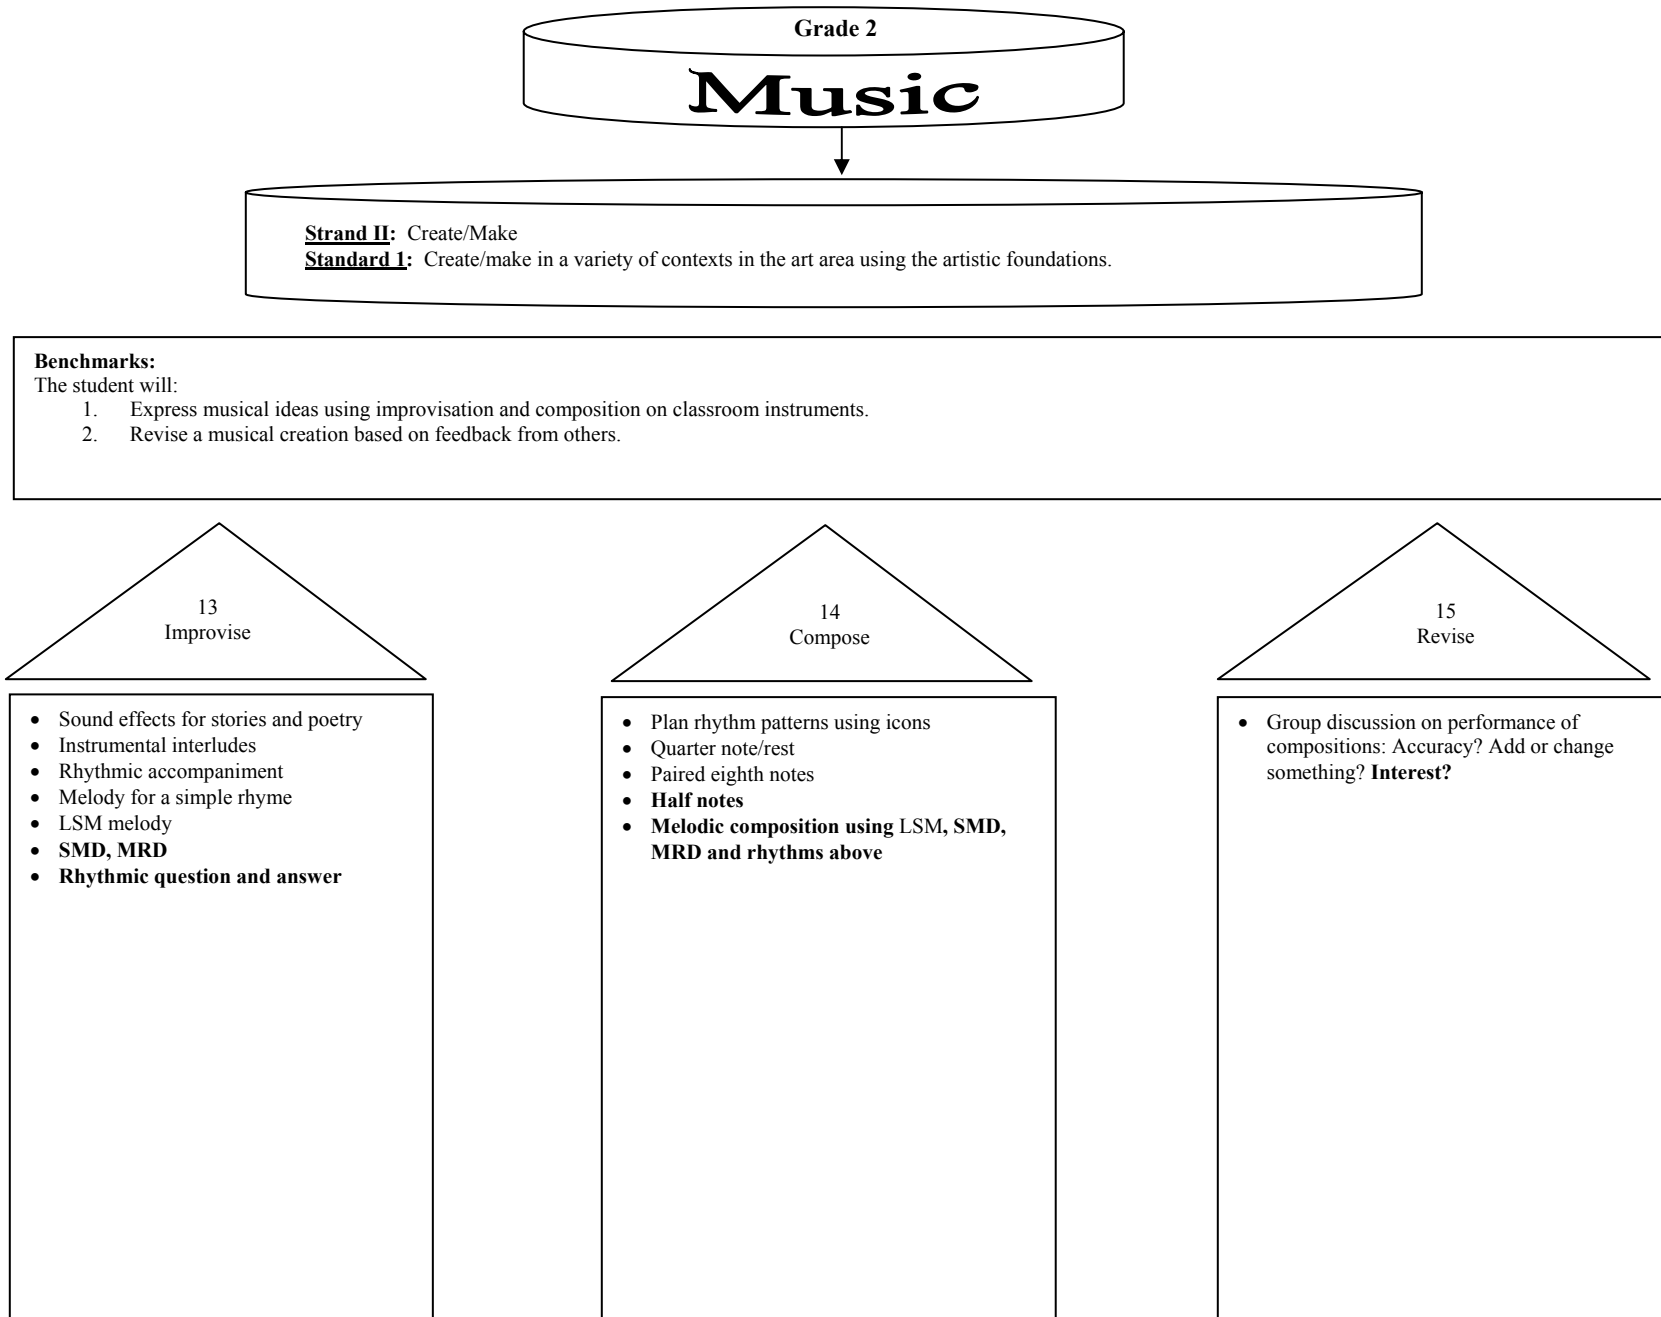 Grade 2
Music
Strand II: Create/Make
Standard 1: Create/make in a variety of contexts in the art area using the artistic foundations.
Benchmarks:
The student will:
1. Express musical ideas using improvisation and composition on classroom instruments.
2. Revise a musical creation based on feedback from others.
13
Improvise
• Sound effects for stories and poetry
• Instrumental interludes
• Rhythmic accompaniment
• Melody for a simple rhyme
• LSM melody
• SMD, MRD
• Rhythmic question and answer
14
Compose
• Plan rhythm patterns using icons
• Quarter note/rest
• Paired eighth notes
• Half notes
• Melodic composition using LSM, SMD,
MRD and rhythms above
15
Revise
• Group discussion on performance of
compositions: Accuracy? Add or change
something? Interest?